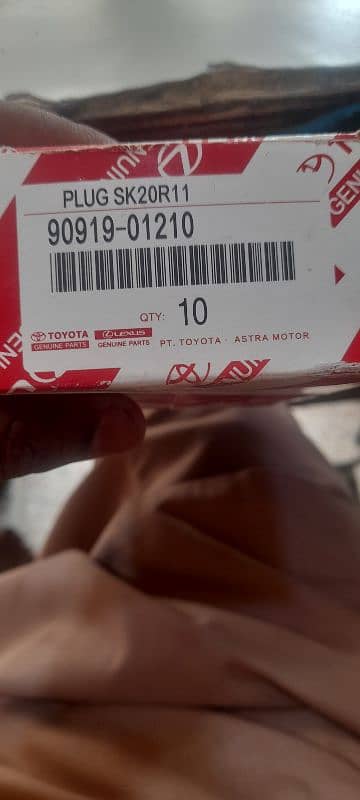 PLUG SK20R11
90919-01210
QTY: 10
TOYOTA LEXUS
GENUINE PARTS GENUINE PARTS PT. TOYOTA - ASTRA MOTOR